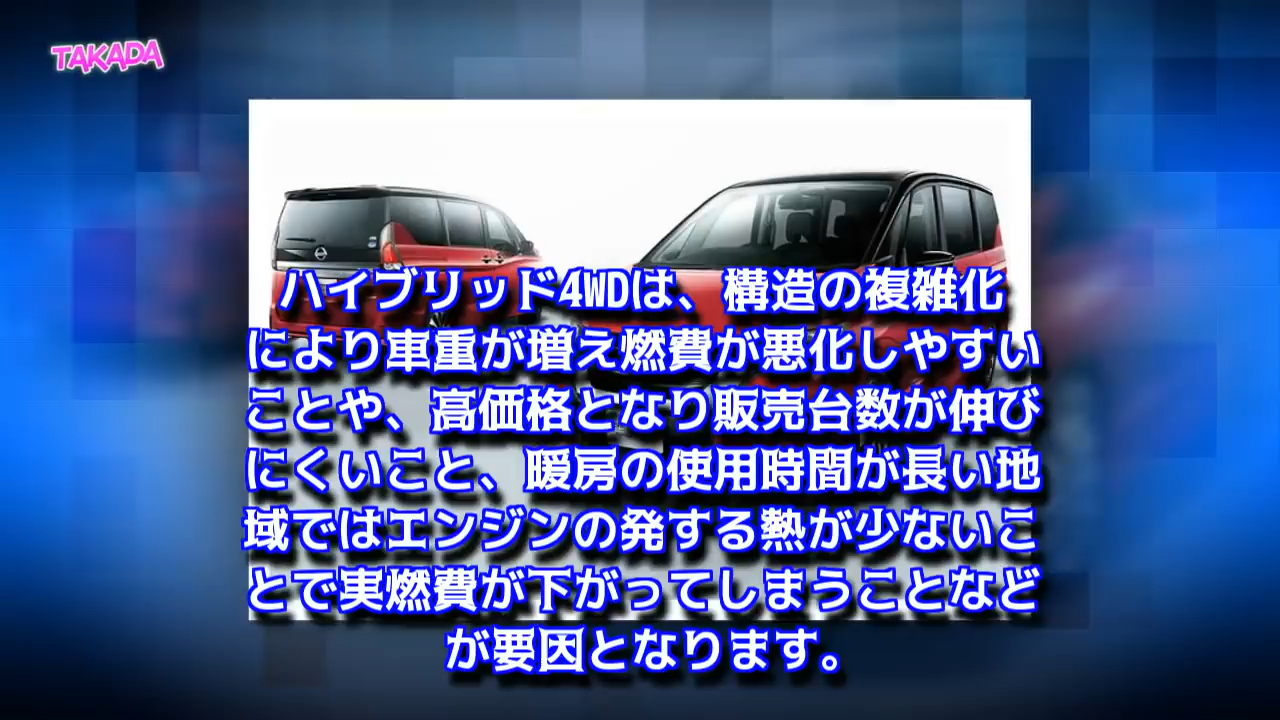 TAKADA
ハイブリッド4WDは、構造の複雑化
により車重が増え燃費が悪化しやすい
ことや、高価格となり販売台数が伸び
にくいこと、暖房の使用時間が長い地
域ではエンジンの発する熱が少ないこ
とで実燃費が下がってしまうことなど
が要因となります。